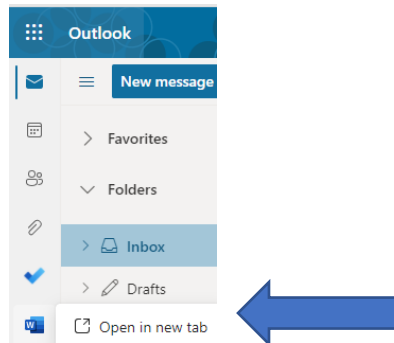 Outlook
New message
Favorites
Folders
Inbox
Drafts
W
Open in new tab